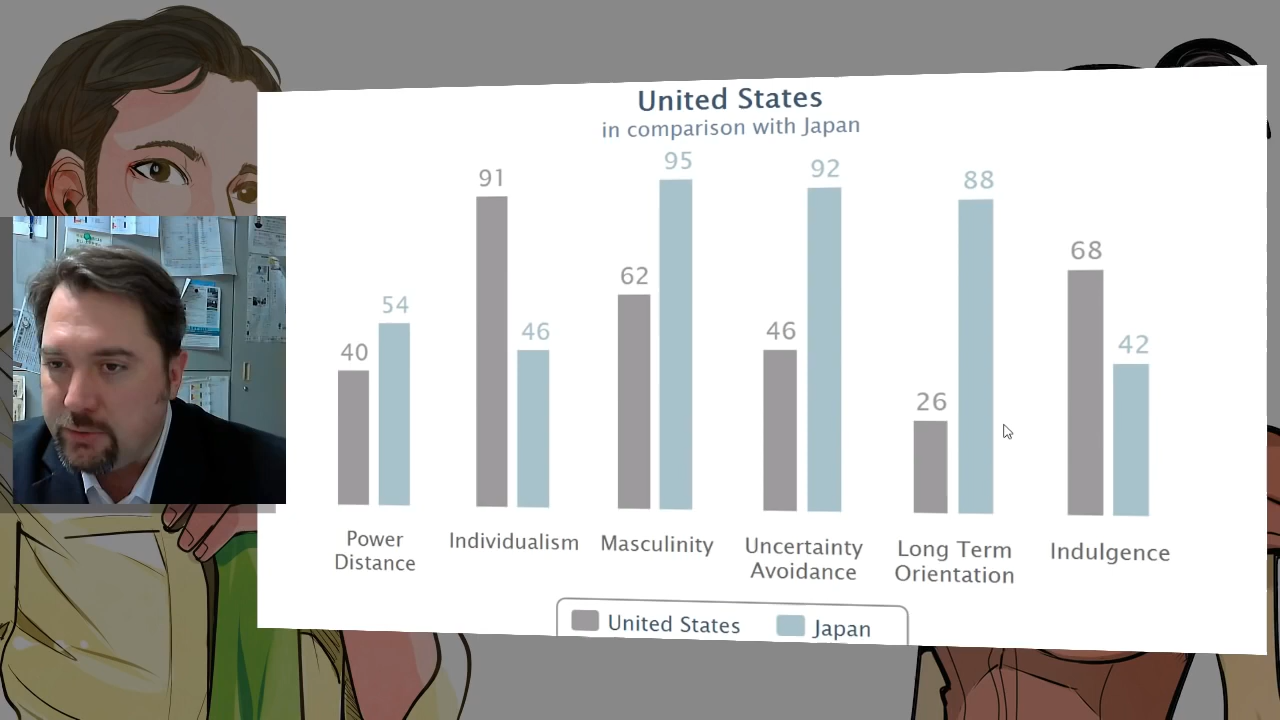 United States
in comparison with Japan
40
54
91
46
62
95
46
92
26
88
68
42
Power
Distance
Individualism
Masculinity
Uncertainty
Avoidance
Long Term
Orientation
Indulgence
United States
Japan